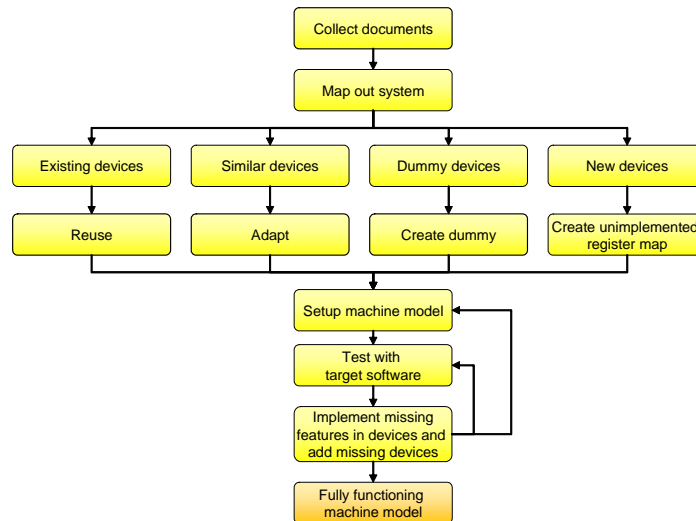 Collect documents
Map out system
Existing devices
Similar devices
Dummy devices
New devices
Reuse
Adapt
Create dummy
Create unimplemented
register map
Setup machine model
Test with
target software
Implement missing
features in devices and
add missing devices
Fully functioning
machine model